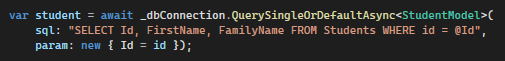 var student = await _dbConnection.QuerySingleOrDefaultAsync<StudentModel>(
    sql: "SELECT Id, FirstName, FamilyName FROM Students WHERE id = @Id",
    param: new { Id = id });